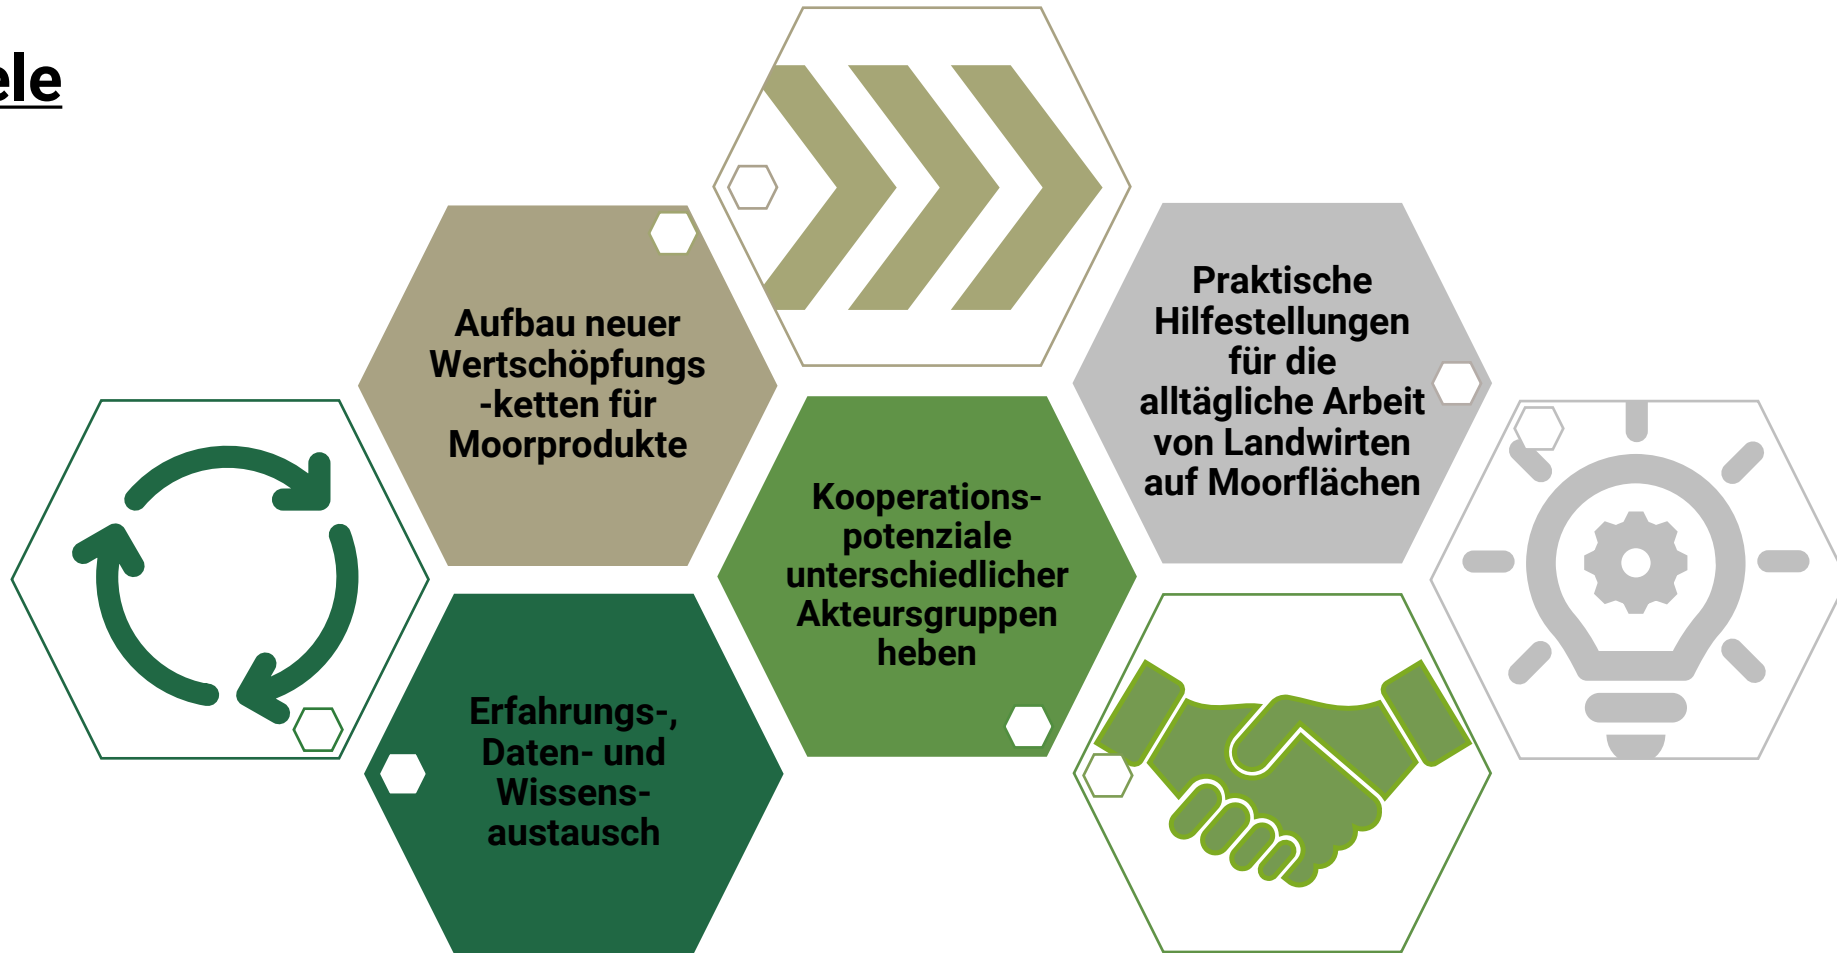 ele
Aufbau neuer
Wertschöpfungs
-ketten für
Moorprodukte
Praktische
Hilfestellungen
für die
alltägliche Arbeit
von Landwirten
auf Moorflächen
Kooperations-
potenziale
unterschiedlicher
Akteursgruppen
heben
Erfahrungs-,
Daten- und
Wissens-
austausch